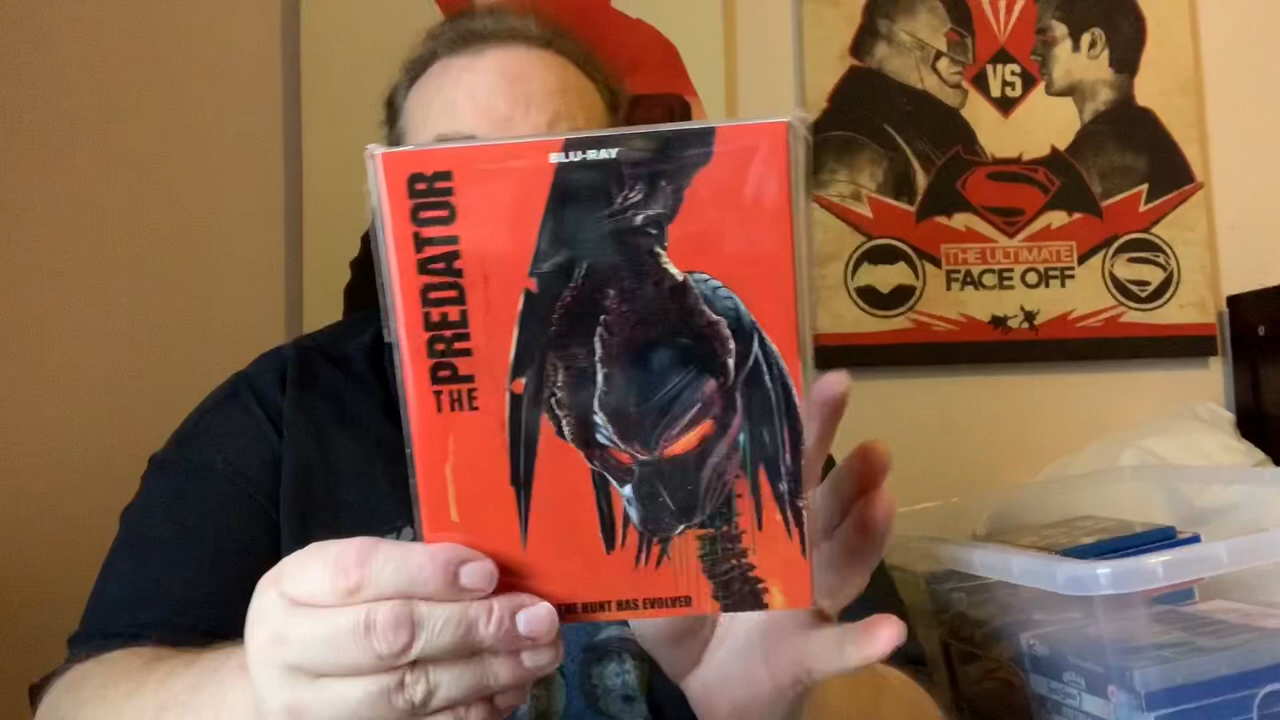 BLU-RAY
THE PREDATOR
THE HUNT HAS EVOLVED
VS
THE ULTIMATE
FACE OFF